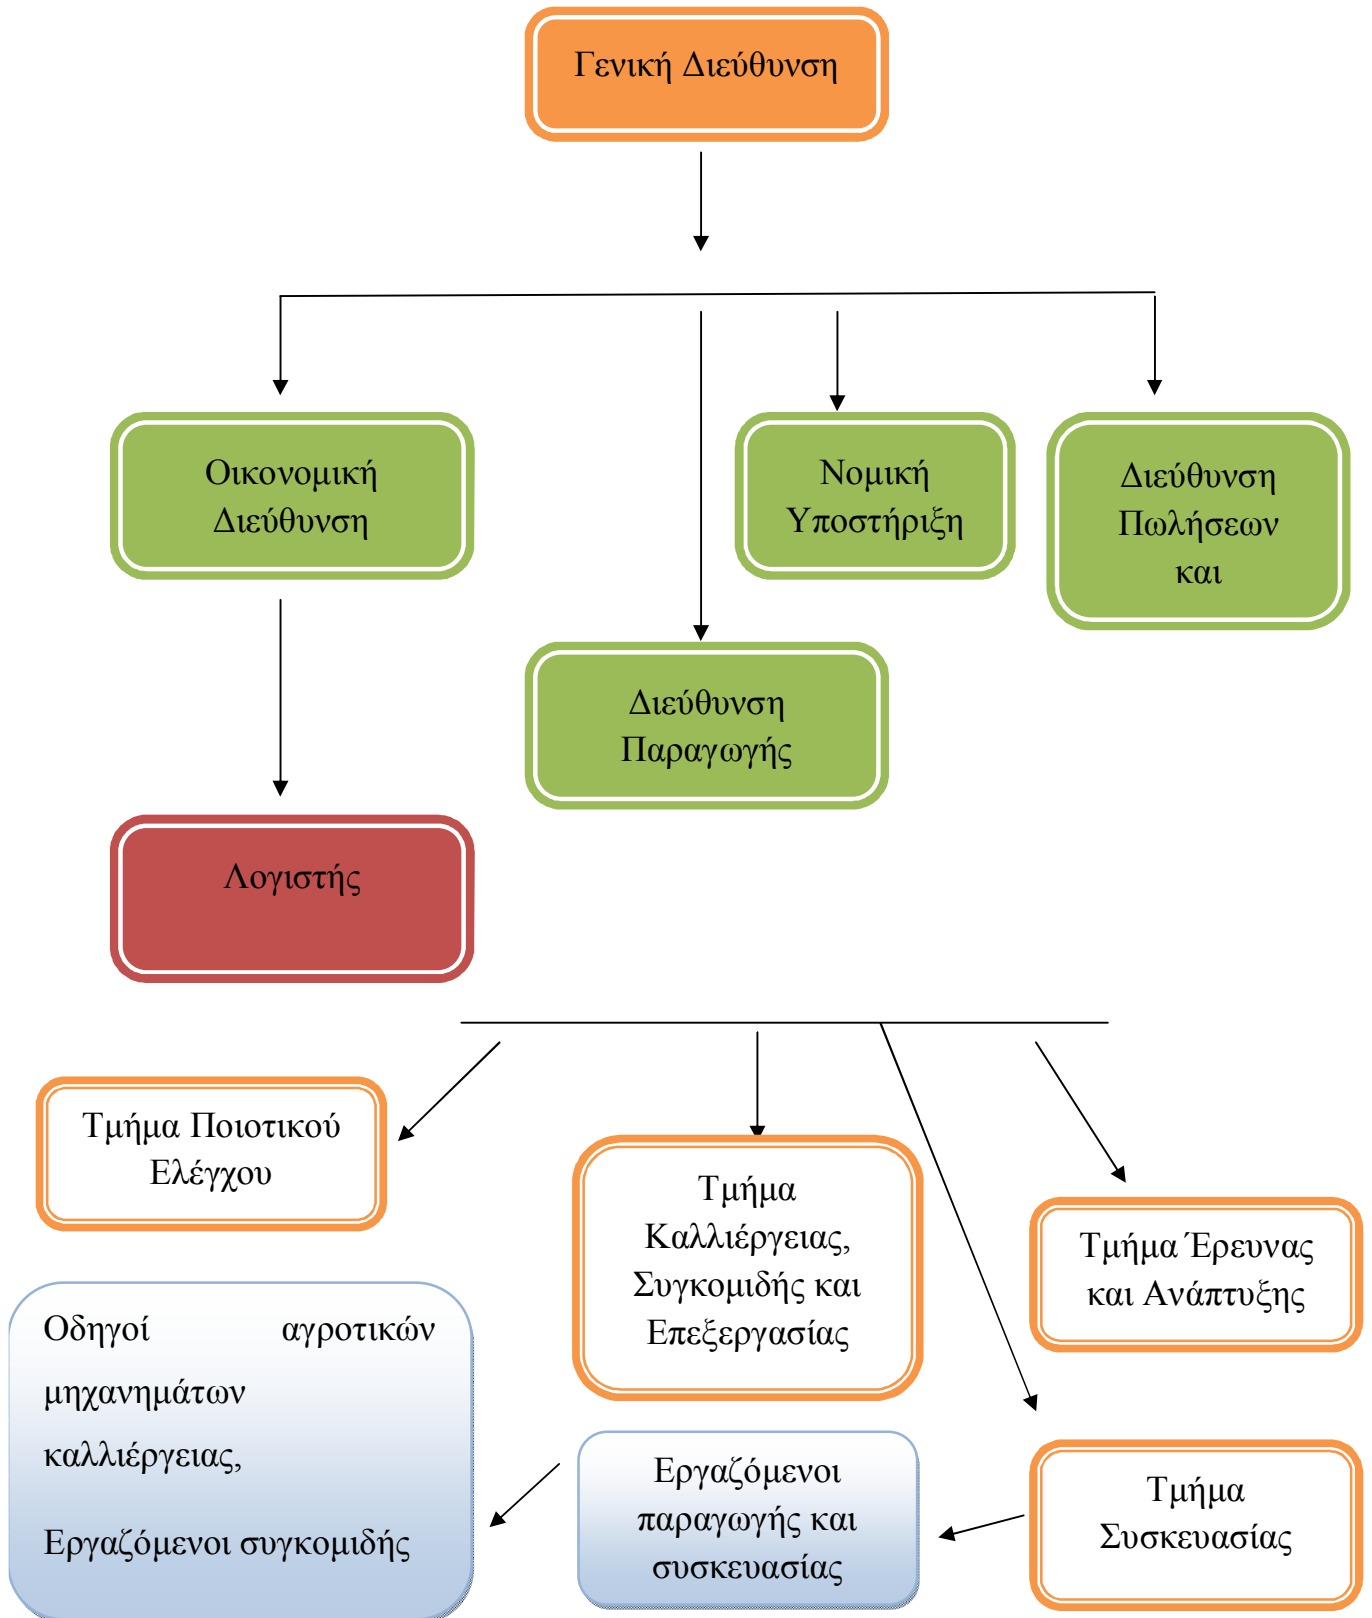 Γενική Διεύθυνση
Οικονομική
Διεύθυνση
Νομική
Υποστήριξη
Διεύθυνση
Πωλήσεων
και
Διεύθυνση
Παραγωγής
Λογιστής
Τμήμα Ποιοτικού
Ελέγχου
Τμήμα
Καλλιέργειας,
Συγκομιδής και
Επεξεργασίας
Τμήμα Έρευνας
και Ανάπτυξης
Οδηγοί αγροτικών
μηχανημάτων
καλλιέργειας,
Εργαζόμενοι συγκομιδής
Εργαζόμενοι
παραγωγής και
συσκευασίας
Τμήμα
Συσκευασίας